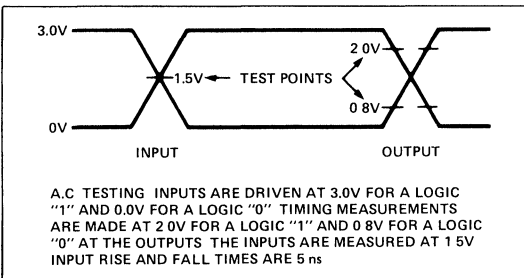 3.0V
2 0V
1.5V TEST POINTS
0 8V
0V
INPUT OUTPUT
A.C TESTING INPUTS ARE DRIVEN AT 3.0V FOR A LOGIC
"1" AND 0.0V FOR A LOGIC "0" TIMING MEASUREMENTS
ARE MADE AT 2 0V FOR A LOGIC "1" AND 0 8V FOR A LOGIC
"0" AT THE OUTPUTS THE INPUTS ARE MEASURED AT 1 5V
INPUT RISE AND FALL TIMES ARE 5 ns